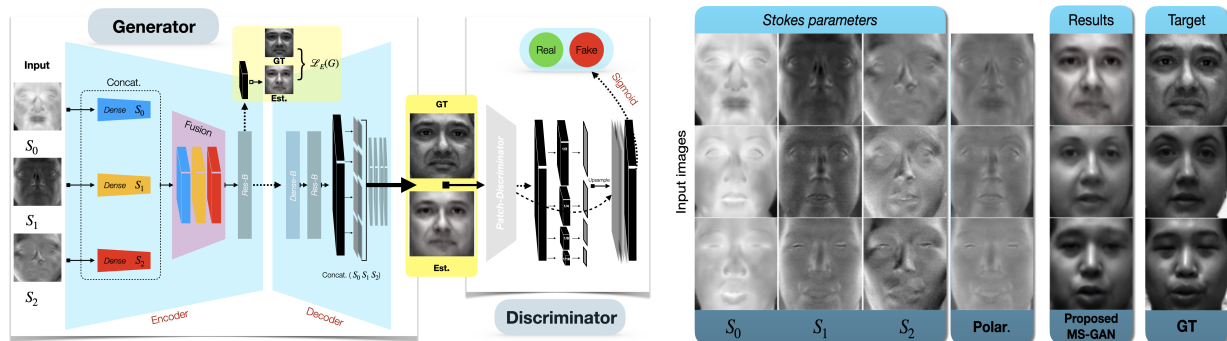 Generator
Input
S0
S1
S2
Concat.
Dense S0
Dense S1
Dense S2
Fusion
Res-B
GT
Est.
ℒE(G)
Dense-B
Res-B
Concat. ( S0 S1 S2)
Encoder
Decoder
GT
Est.
Real
Fake
Sigmoid
Patch-Discriminator
Upsample
Discriminator
Input images
Stokes parameters
Results
Target
S0
S1
S2
Polar.
Proposed
MS-GAN
GT